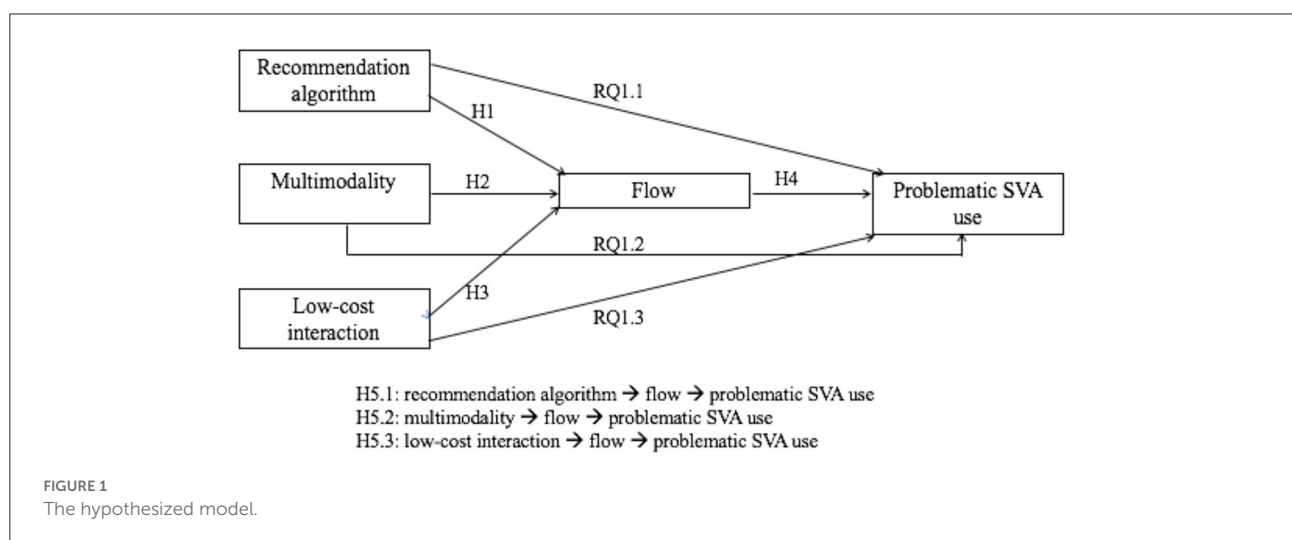 Recommendation
algorithm
RQ1.1
H1
Multimodality
H2
Flow
H4
Problematic SVA
use
RQ1.2
H3
Low-cost
interaction
RQ1.3
H5.1: recommendation algorithm → flow → problematic SVA use
H5.2: multimodality → flow → problematic SVA use
H5.3: low-cost interaction → flow → problematic SVA use
FIGURE 1
The hypothesized model.